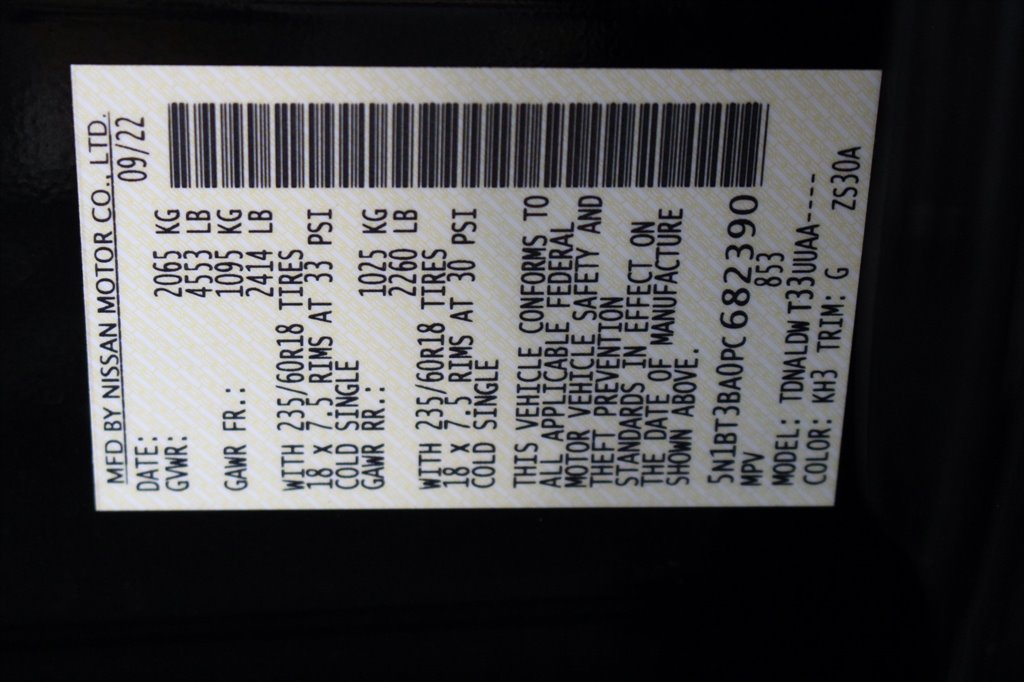 MFD BY NISSAN MOTOR CO., LTD.
DATE: 09/22
GVWR: 2065 KG
4553 LB
GAWR FR.: 1095 KG
2414 LB
WITH 235/60R18 TIRES
18 X 7.5 RIMS AT 33 PSI
COLD SINGLE
GAWR RR.: 1025 KG
2260 LB
WITH 235/60R18 TIRES
18 X 7.5 RIMS AT 30 PSI
COLD SINGLE
THIS VEHICLE CONFORMS TO
ALL APPLICABLE FEDERAL
MOTOR VEHICLE SAFETY AND
THEFT PREVENTION
STANDARDS IN EFFECT ON
THE DATE OF MANUFACTURE
SHOWN ABOVE.
5N1BT3BA0PC682390
MPV 853
MODEL: TDNALDW T33UUAA----
COLOR: KH3 TRIM: G ZS30A